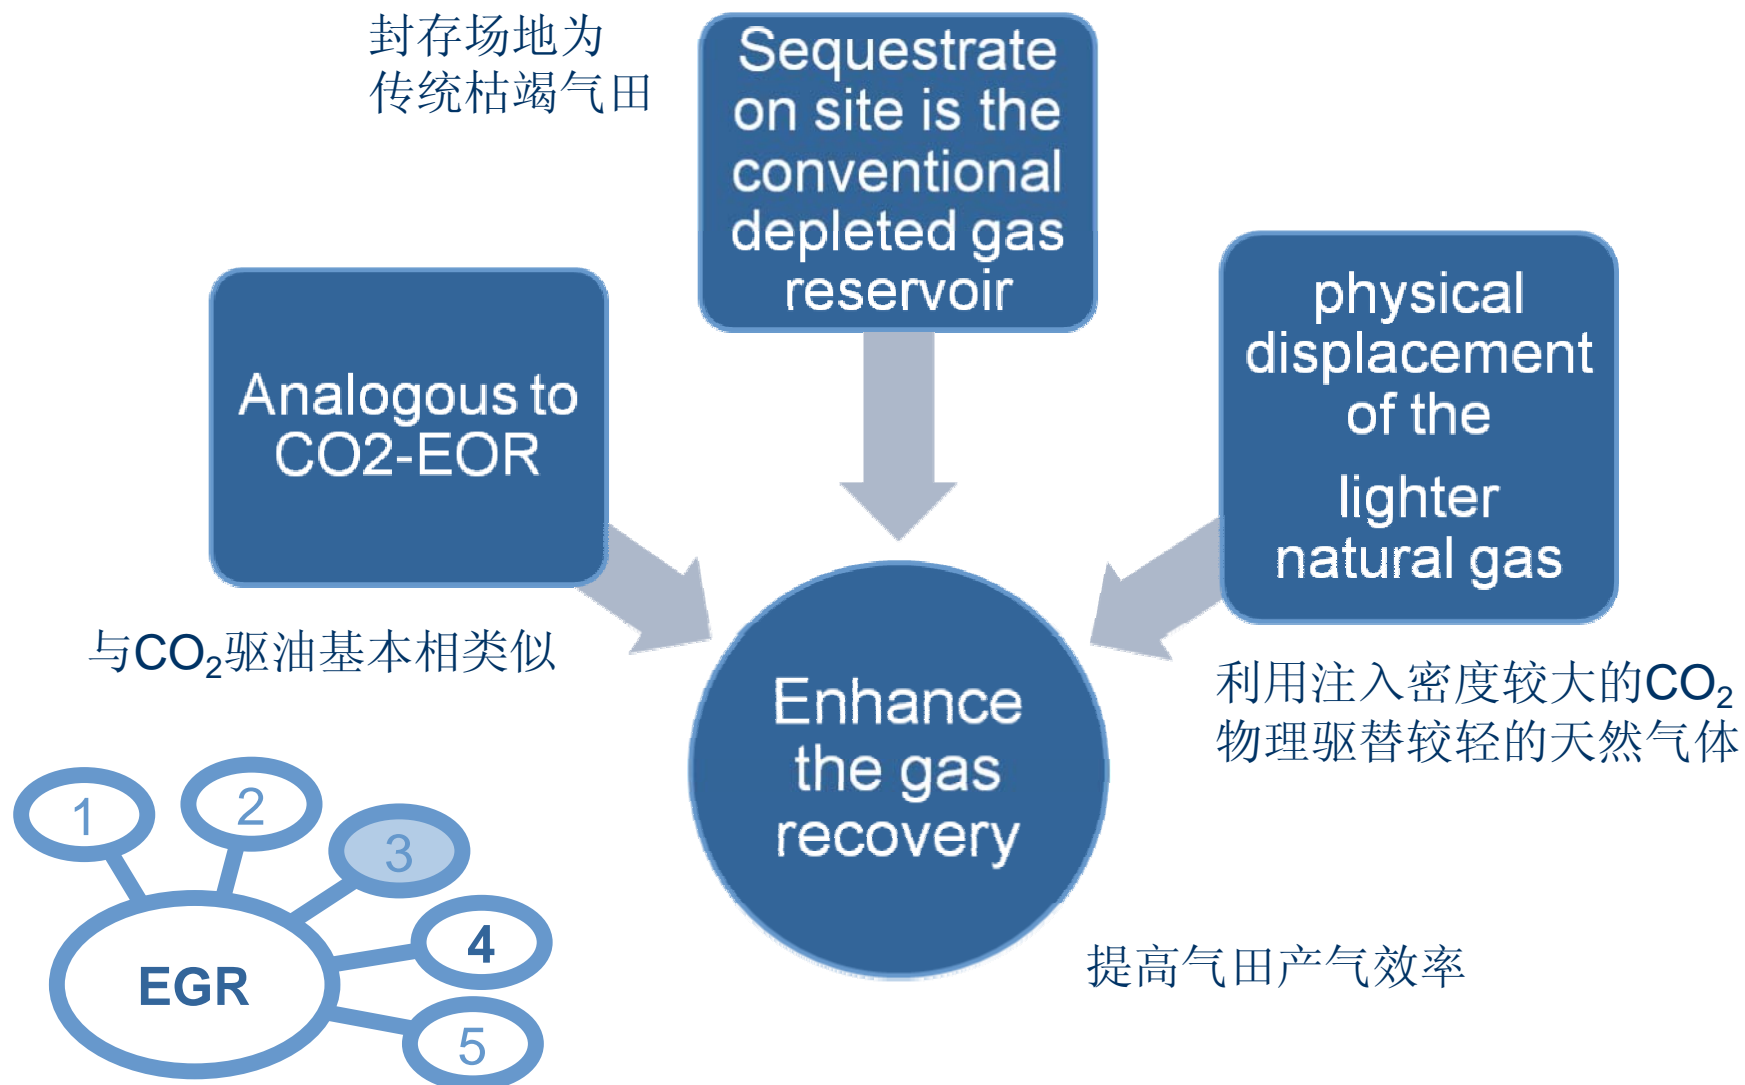 封存场地为
传统枯竭气田
Sequestrate
on site is the
conventional
depleted gas
reservoir
Analogous to
CO2-EOR
与CO₂驱油基本相类似
physical
displacement
of the
lighter
natural gas
利用注入密度较大的CO₂
物理驱替较轻的天然气体
Enhance
the gas
recovery
提高气田产气效率
1
2
3
4
5
EGR